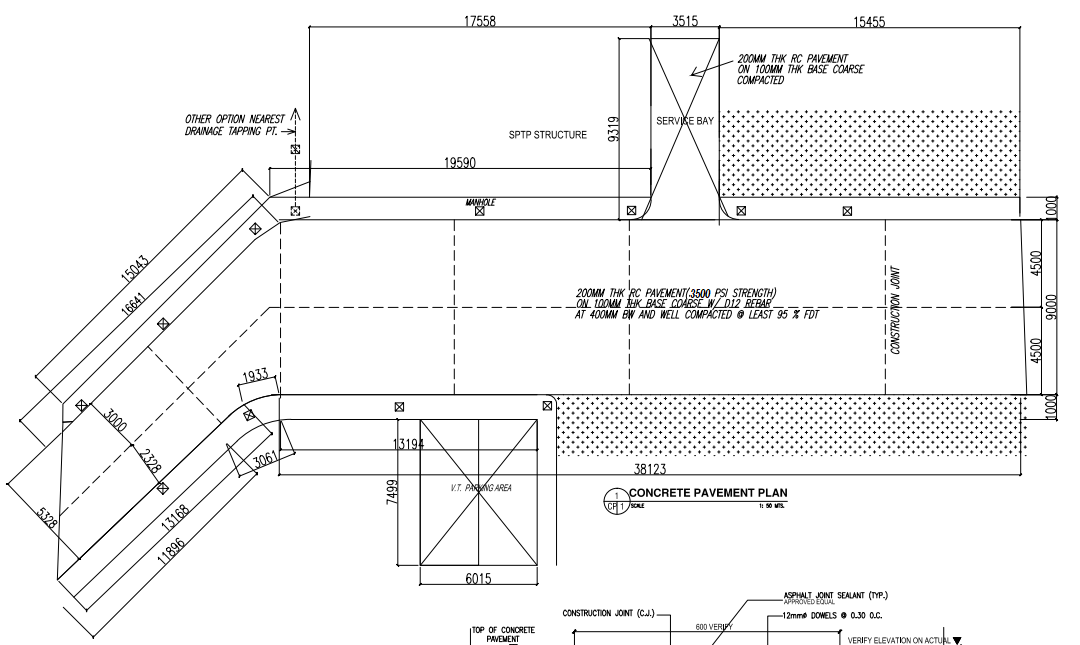 17558
3515
15455
200MM THK RC PAVEMENT
ON 100MM THK BASE COARSE
COMPACTED
OTHER OPTION NEAREST
DRAINAGE TAPPING PT.
SPTP STRUCTURE
9319
SERVICE BAY
19590
MANHOLE
1000
15043
16641
4500
9000
4500
200MM THK RC PAVEMENT(3500 PSI STRENGTH)
ON 100MM THK BASE COARSE W/ D12 REBAR
AT 400MM BW AND WELL COMPACTED @ LEAST 95 % FDT
CONSTRUCTION JOINT
1933
1000
3000
2328
3061
13194
38123
5328
13168
11896
7499
V.T. PARKING AREA
6015
1
CP 1
CONCRETE PAVEMENT PLAN
SCALE
1: 50 MTS.
CONSTRUCTION JOINT (C.J.)
600 VERIFY
ASPHALT JOINT SEALANT (TYP.)
APPROVED EQUAL
12mmø DOWELS @ 0.30 O.C.
TOP OF CONCRETE
PAVEMENT
VERIFY ELEVATION ON ACTUAL